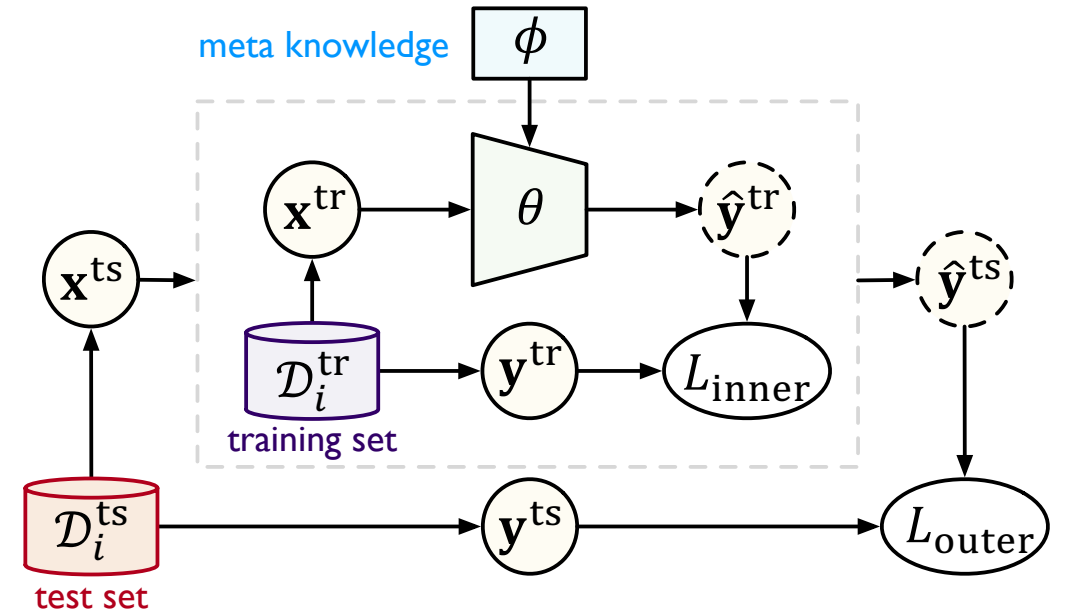 meta knowledge
ϕ
x^tr
θ
ŷ^tr
x^ts
ŷ^ts
𝒟_i^tr
y^tr
L_inner
training set
𝒟_i^ts
y^ts
L_outer
test set